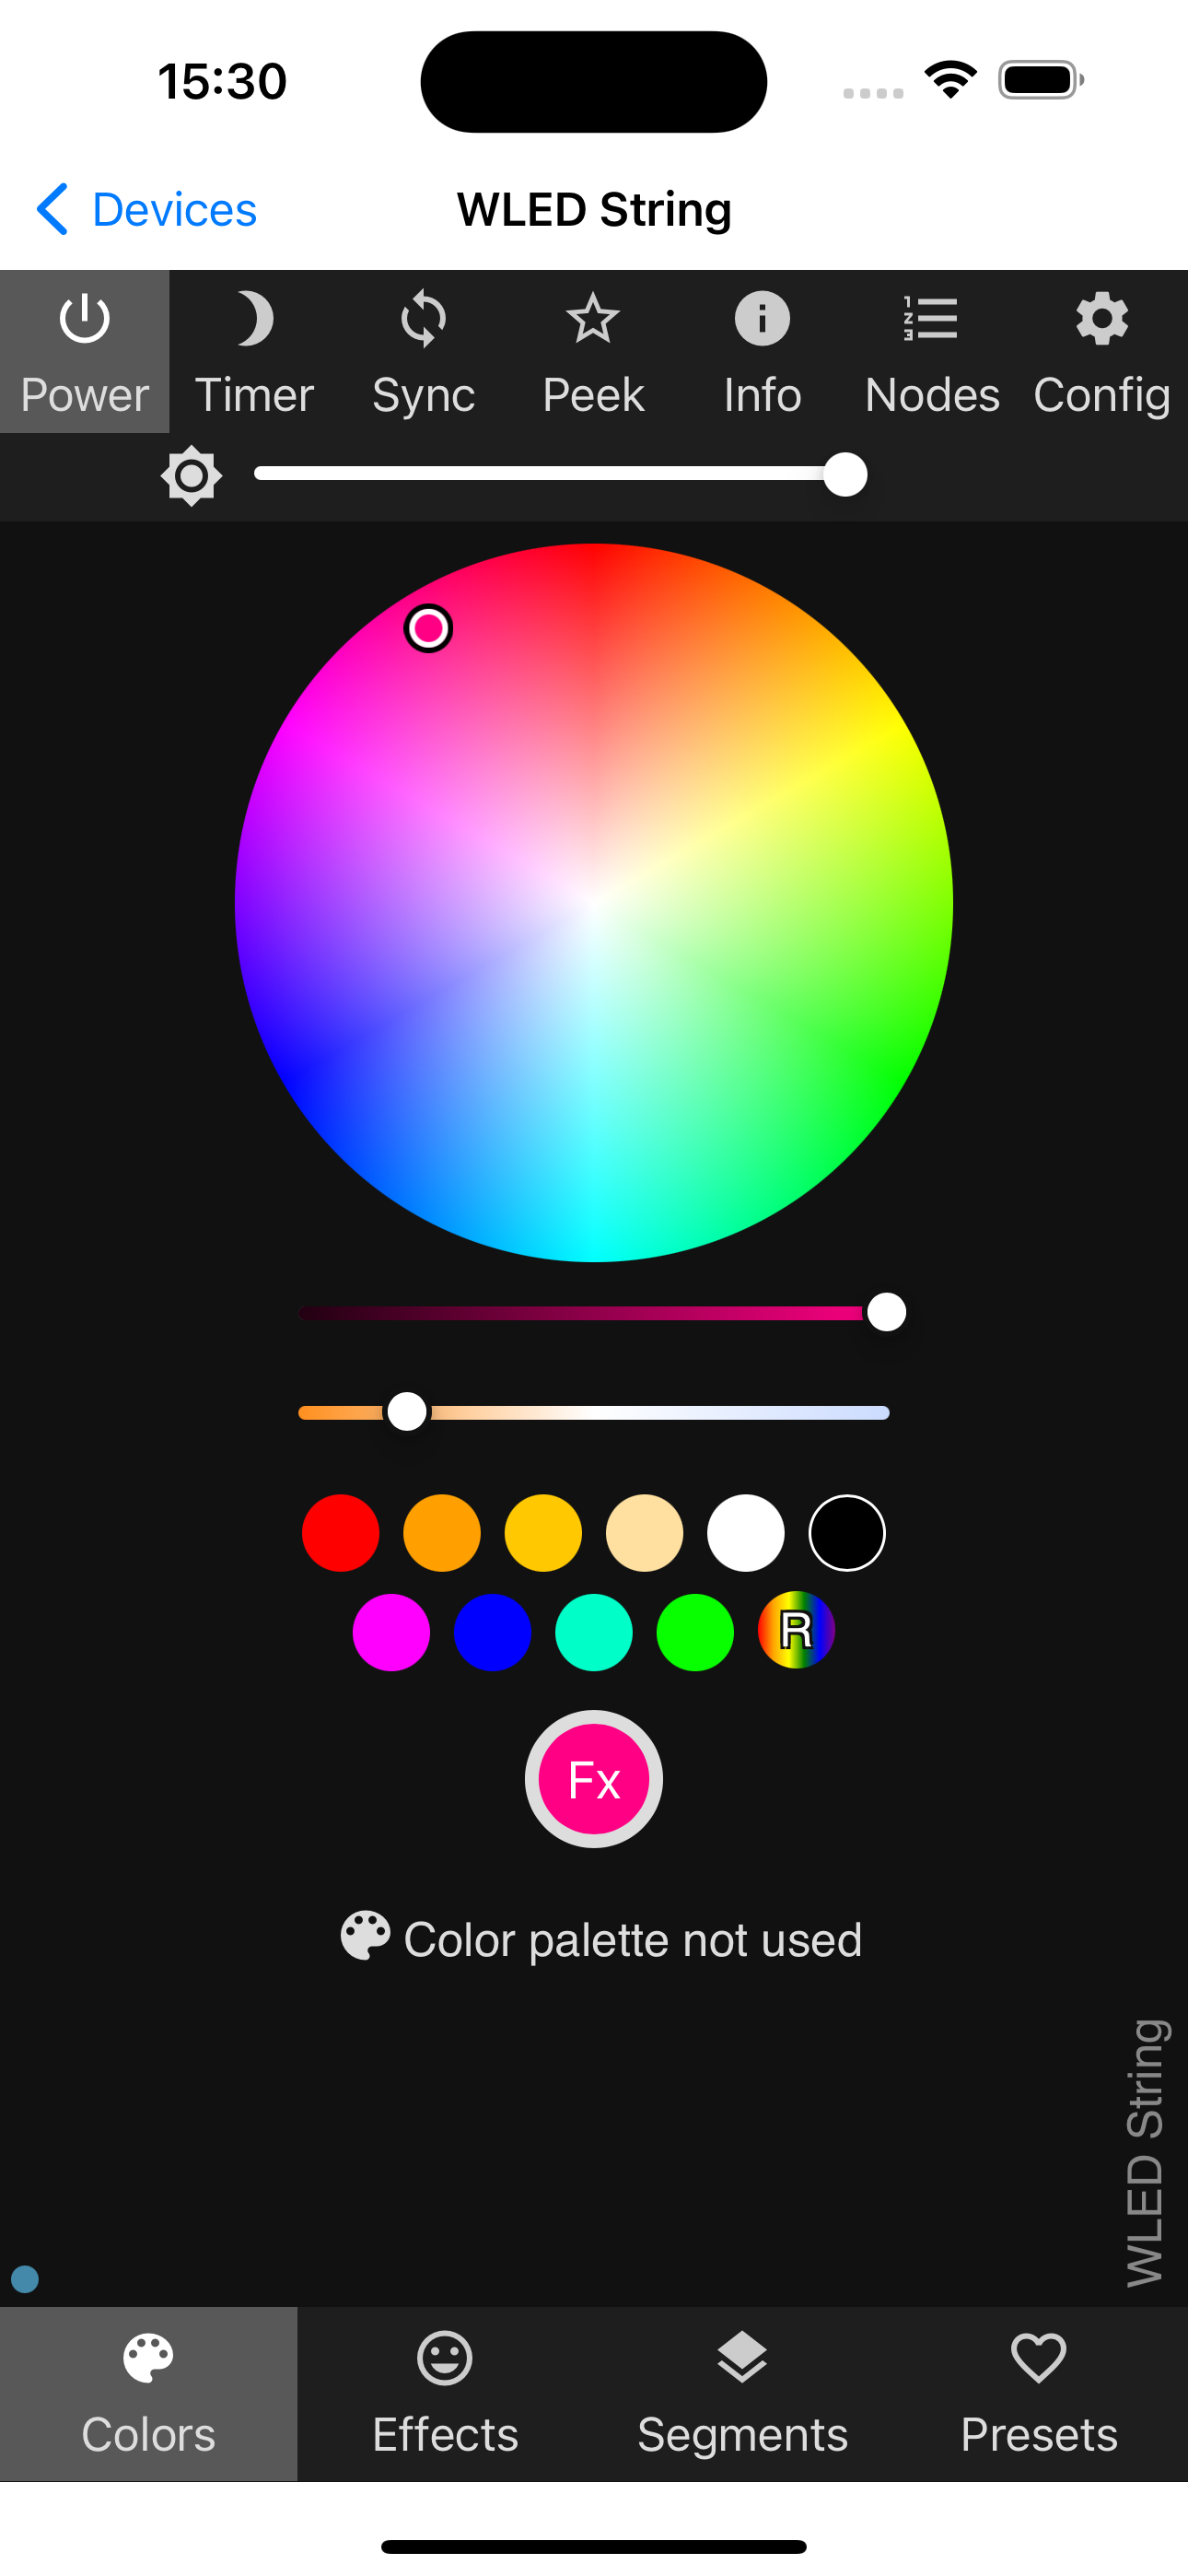 15:30
Devices
WLED String
Power
Timer
Sync
Peek
Info
Nodes
Config
R
Fx
Color palette not used
WLED String
Colors
Effects
Segments
Presets